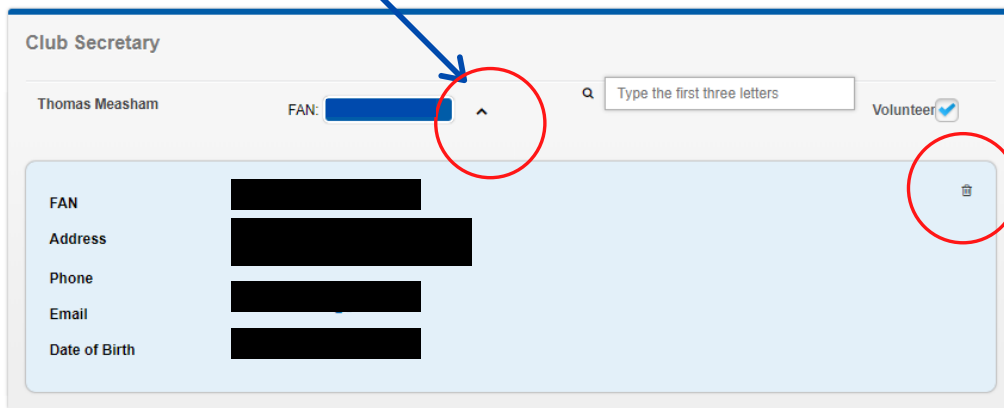 Club Secretary
Thomas Measham FAN: Type the first three letters Volunteer
FAN
Address
Phone
Email
Date of Birth